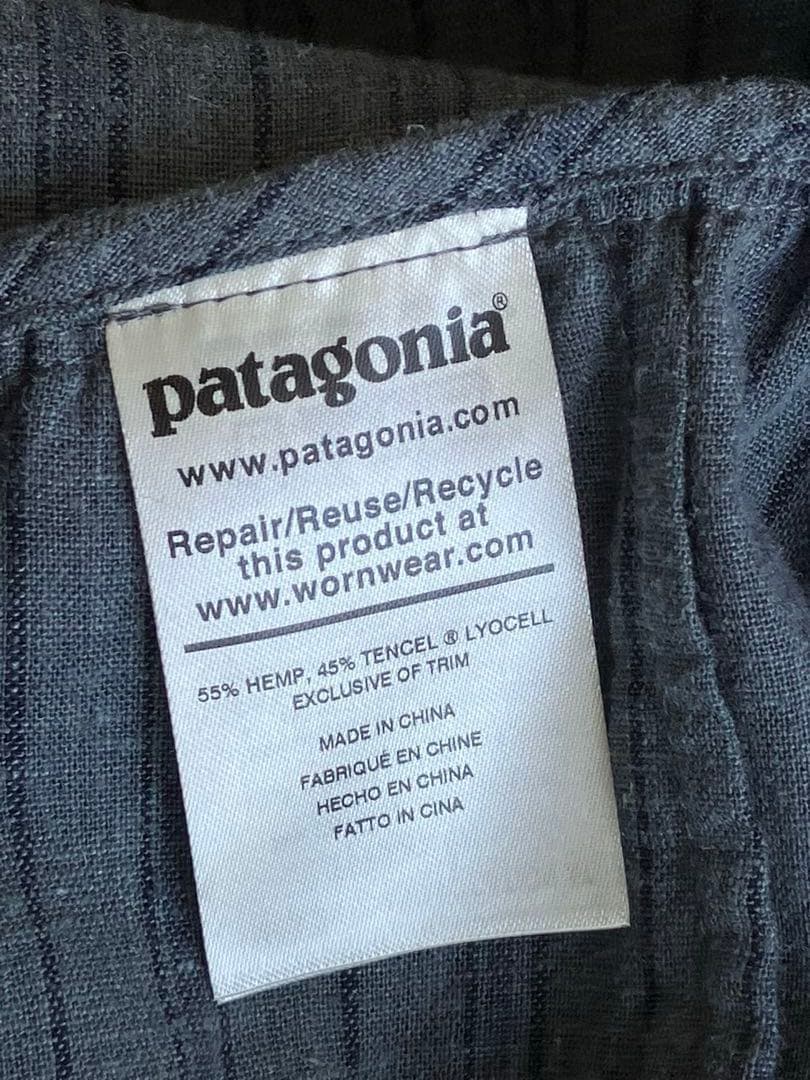 patagonia®
www.patagonia.com
Repair/Reuse/Recycle
this product at
www.wornwear.com
55% HEMP, 45% TENCEL ® LYOCELL
EXCLUSIVE OF TRIM
MADE IN CHINA
FABRIQUÉ EN CHINE
HECHO EN CHINA
FATTO IN CINA